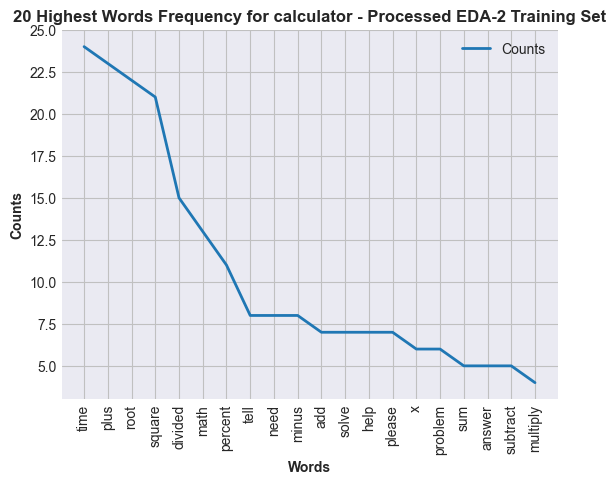 20 Highest Words Frequency for calculator - Processed EDA-2 Training Set
Counts
25.0
22.5
20.0
17.5
15.0
12.5
10.0
7.5
5.0
Counts
time
plus
root
square
divided
math
percent
tell
need
minus
add
solve
help
please
x
problem
sum
answer
subtract
multiply
Words